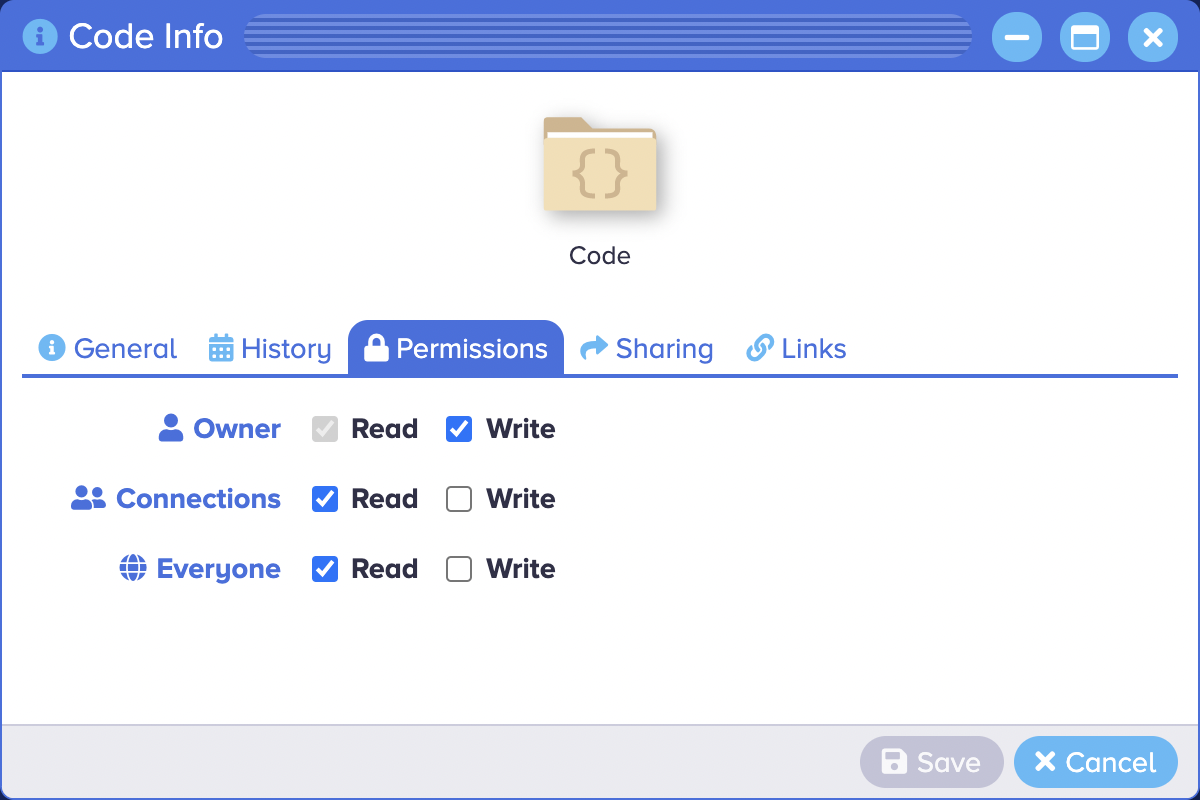 Code Info
{}
Code
General History Permissions Sharing Links
Owner Read Write
Connections Read Write
Everyone Read Write
Save Cancel